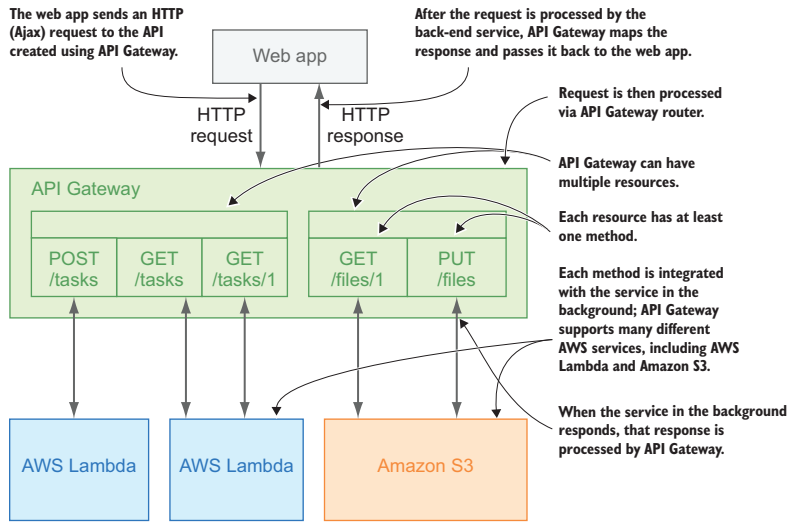 The web app sends an HTTP
(Ajax) request to the API
created using API Gateway.
After the request is processed by the
back-end service, API Gateway maps the
response and passes it back to the web app.
Web app
HTTP
request
HTTP
response
Request is then processed
via API Gateway router.
API Gateway can have
multiple resources.
API Gateway
Each resource has at least
one method.
POST
/tasks
GET
/tasks
GET
/tasks/1
GET
/files/1
PUT
/files
Each method is integrated
with the service in the
background; API Gateway
supports many different
AWS services, including AWS
Lambda and Amazon S3.
When the service in the background
responds, that response is
processed by API Gateway.
AWS Lambda
AWS Lambda
Amazon S3